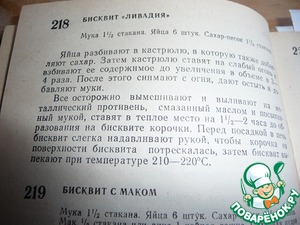 218 БИСКВИТ «ЛИВАДИЯ»
Мука 1½ стакана. Яйца 6 штук. Сахар-песок 1½
Яйца разбивают в кастрюлю, в которую также добав-
ляют сахар. Затем кастрюлю ставят на слабый огонь и
взбивают ее содержимое до увеличения в объеме в
4 раза. После этого снимают с огня, дают остыть и до-
бавляют муки.
Все осторожно вымешивают и выливают на ме-
таллический противень, смазанный маслом и посыпан-
ный мукой, ставят в теплое место на 1½—2 часа до об-
разования на бисквите корочки. Перед посадкой в печь
бисквит слегка надавливают рукой, чтобы корочка на
поверхности бисквита потрескалась, затем бисквит вы-
пекают при температуре 210—220°С.
219 БИСКВИТ С МАКОМ
Мука 1½ стакана. Яйца 6 штук.
Мак
ПОВАРЁНОК.РУ